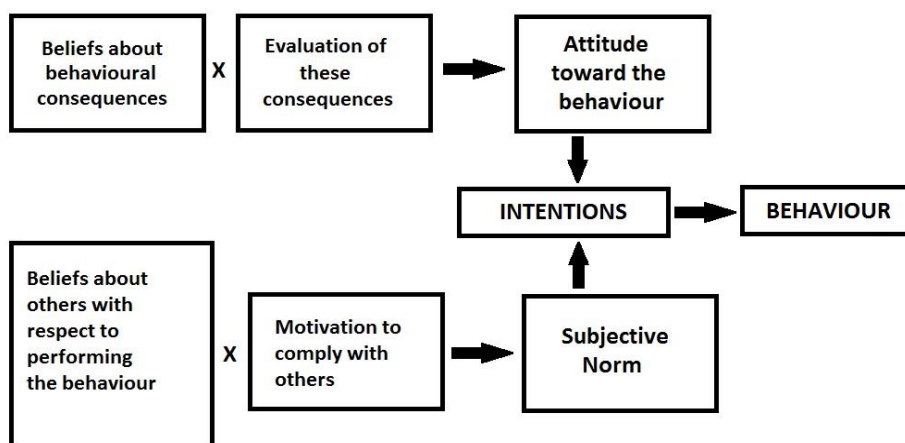 Beliefs about
behavioural
consequences
X
Evaluation of
these
consequences
Attitude
toward the
behaviour
INTENTIONS
BEHAVIOUR
Beliefs about
others with
respect to
performing
the behaviour
X
Motivation to
comply with
others
Subjective
Norm